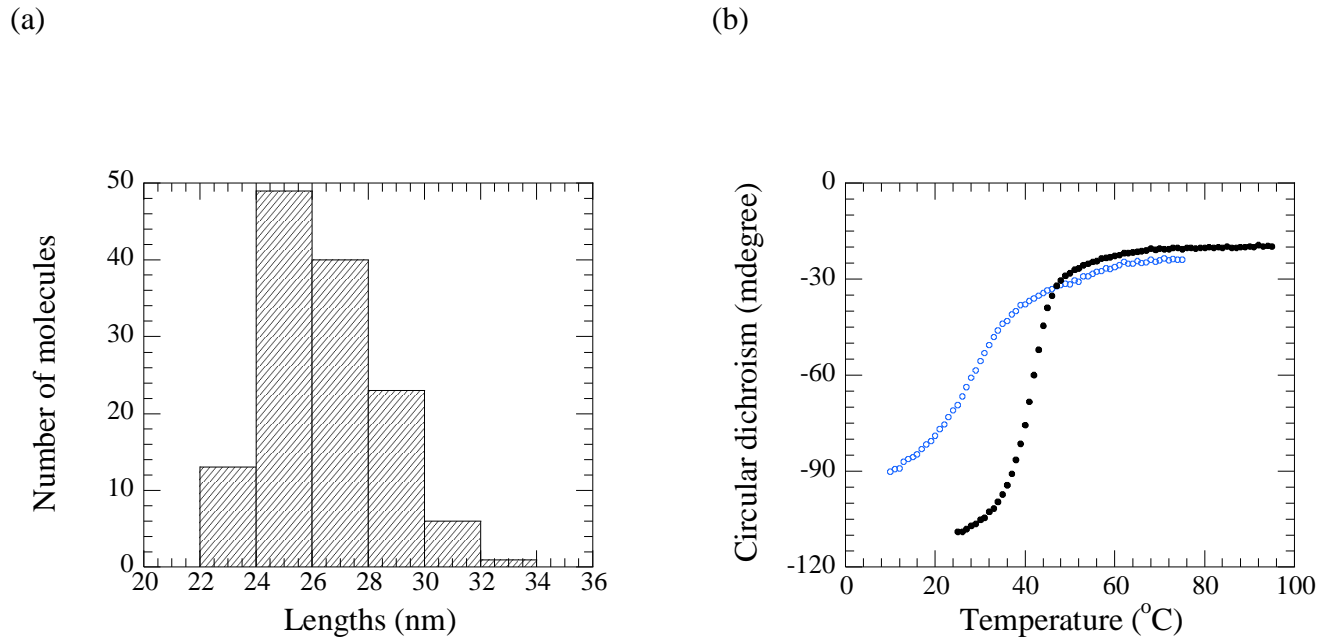 (a)
(b)
50
40
30
20
10
0
20 22 24 26 28 30 32 34 36
Number of molecules
Lengths (nm)
0
-30
-60
-90
-120
0 20 40 60 80 100
Circular dichroism (mdegree)
Temperature (°C)